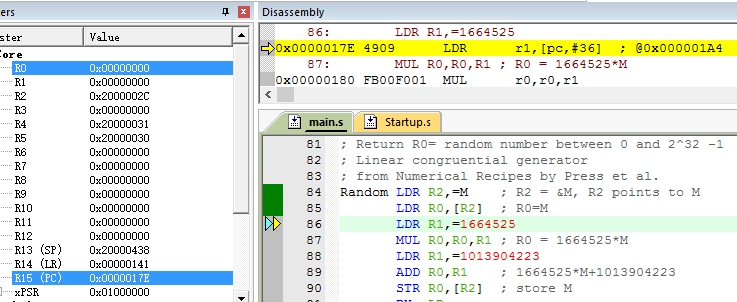 ers
Disassembly
ster
Value
Core
R0 0x00000000
R1 0x00000000
R2 0x2000002C
R3 0x00000000
R4 0x20000031
R5 0x20000030
R6 0x00000000
R7 0x00000000
R8 0x00000000
R9 0x00000000
R10 0x00000000
R11 0x00000000
R12 0x00000000
R13 (SP) 0x20000438
R14 (LR) 0x00000141
R15 (PC) 0x0000017E
xPSR 0x01000000
86: LDR R1,=1664525
0x0000017E 4909 LDR r1,[pc,#36] ; @0x000001A4
87: MUL R0,R0,R1 ; R0 = 1664525*M
0x00000180 FB00F001 MUL r0,r0,r1
main.s Startup.s
81 ; Return R0= random number between 0 and 2^32 -1
82 ; Linear congruential generator
83 ; from Numerical Recipes by Press et al.
84 Random LDR R2,=M ; R2 = &M, R2 points to M
85 LDR R0,[R2] ; R0=M
86 LDR R1,=1664525
87 MUL R0,R0,R1 ; R0 = 1664525*M
88 LDR R1,=1013904223
89 ADD R0,R1 ; 1664525*M+1013904223
90 STR R0,[R2] ; store M